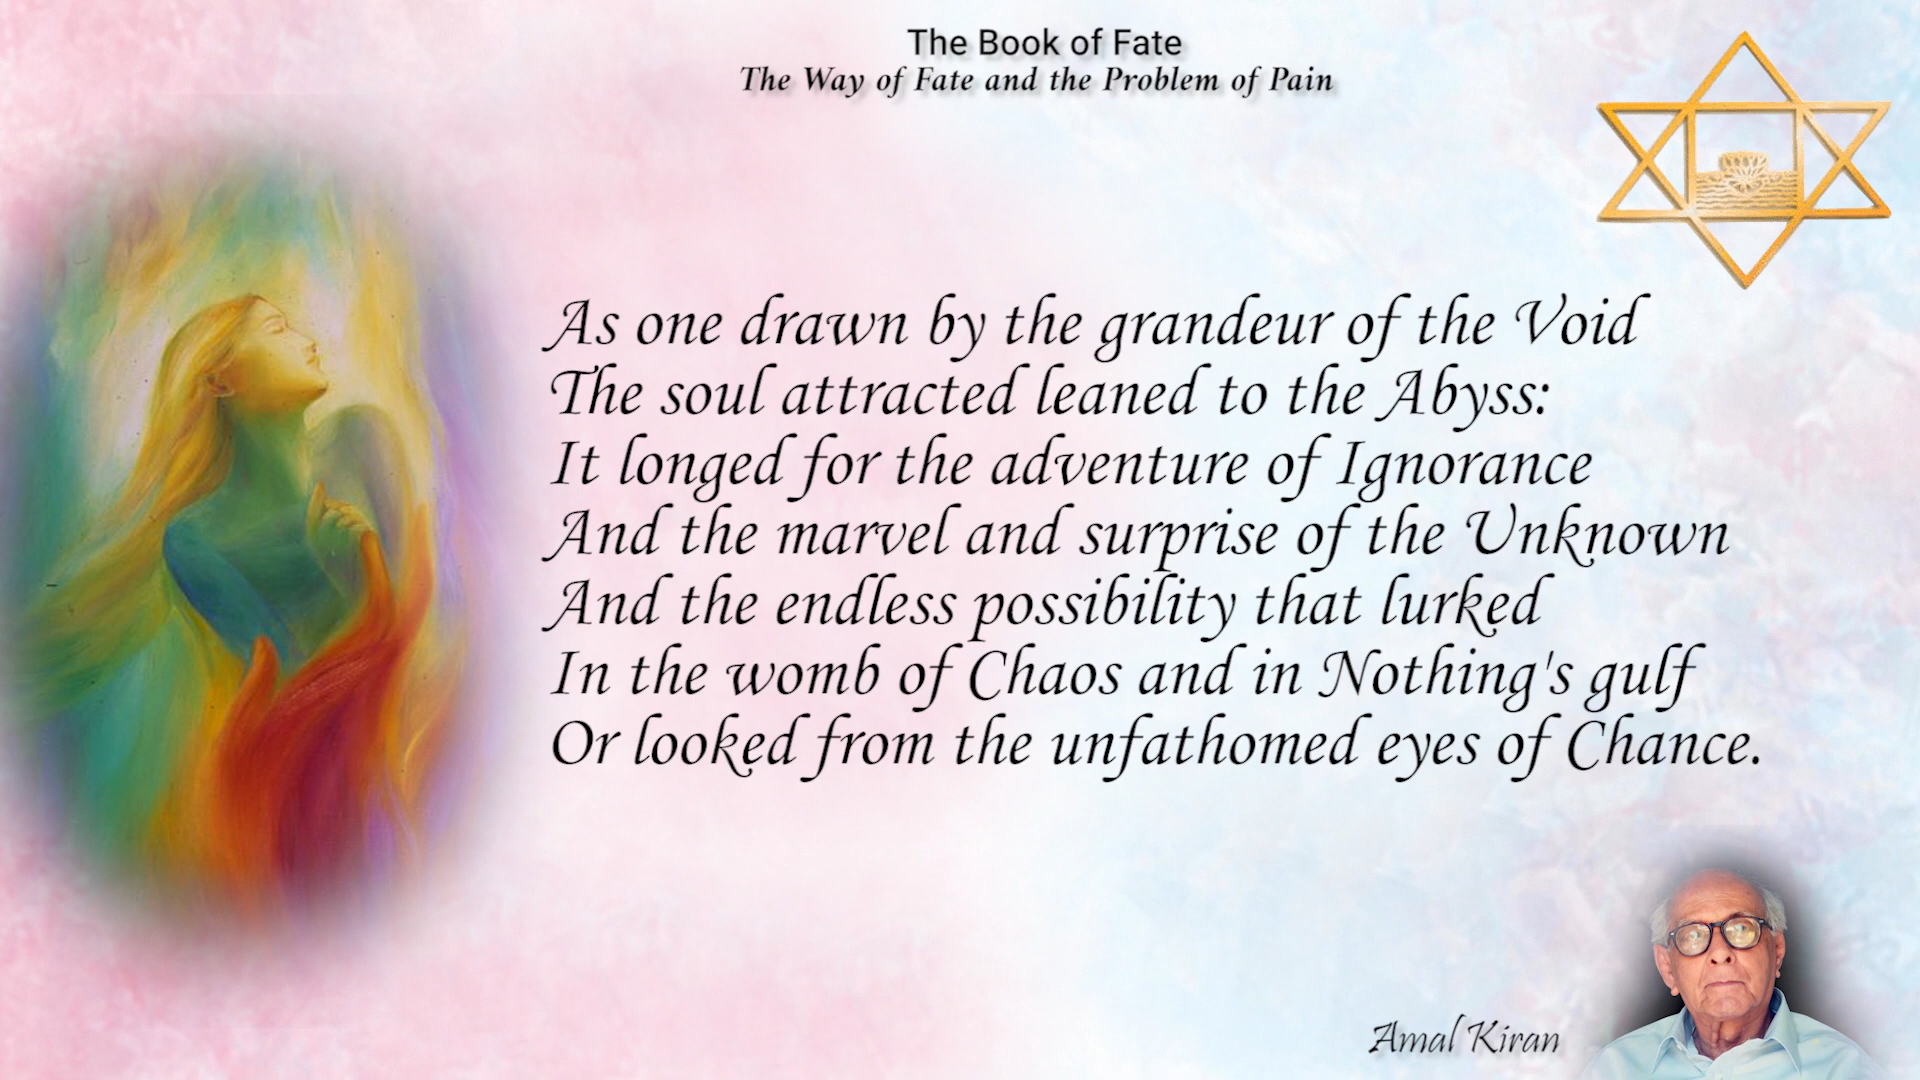 The Book of Fate
The Way of Fate and the Problem of Pain
As one drawn by the grandeur of the Void
The soul attracted leaned to the Abyss:
It longed for the adventure of Ignorance
And the marvel and surprise of the Unknown
And the endless possibility that lurked
In the womb of Chaos and in Nothing's gulf
Or looked from the unfathomed eyes of Chance.
Amal Kiran